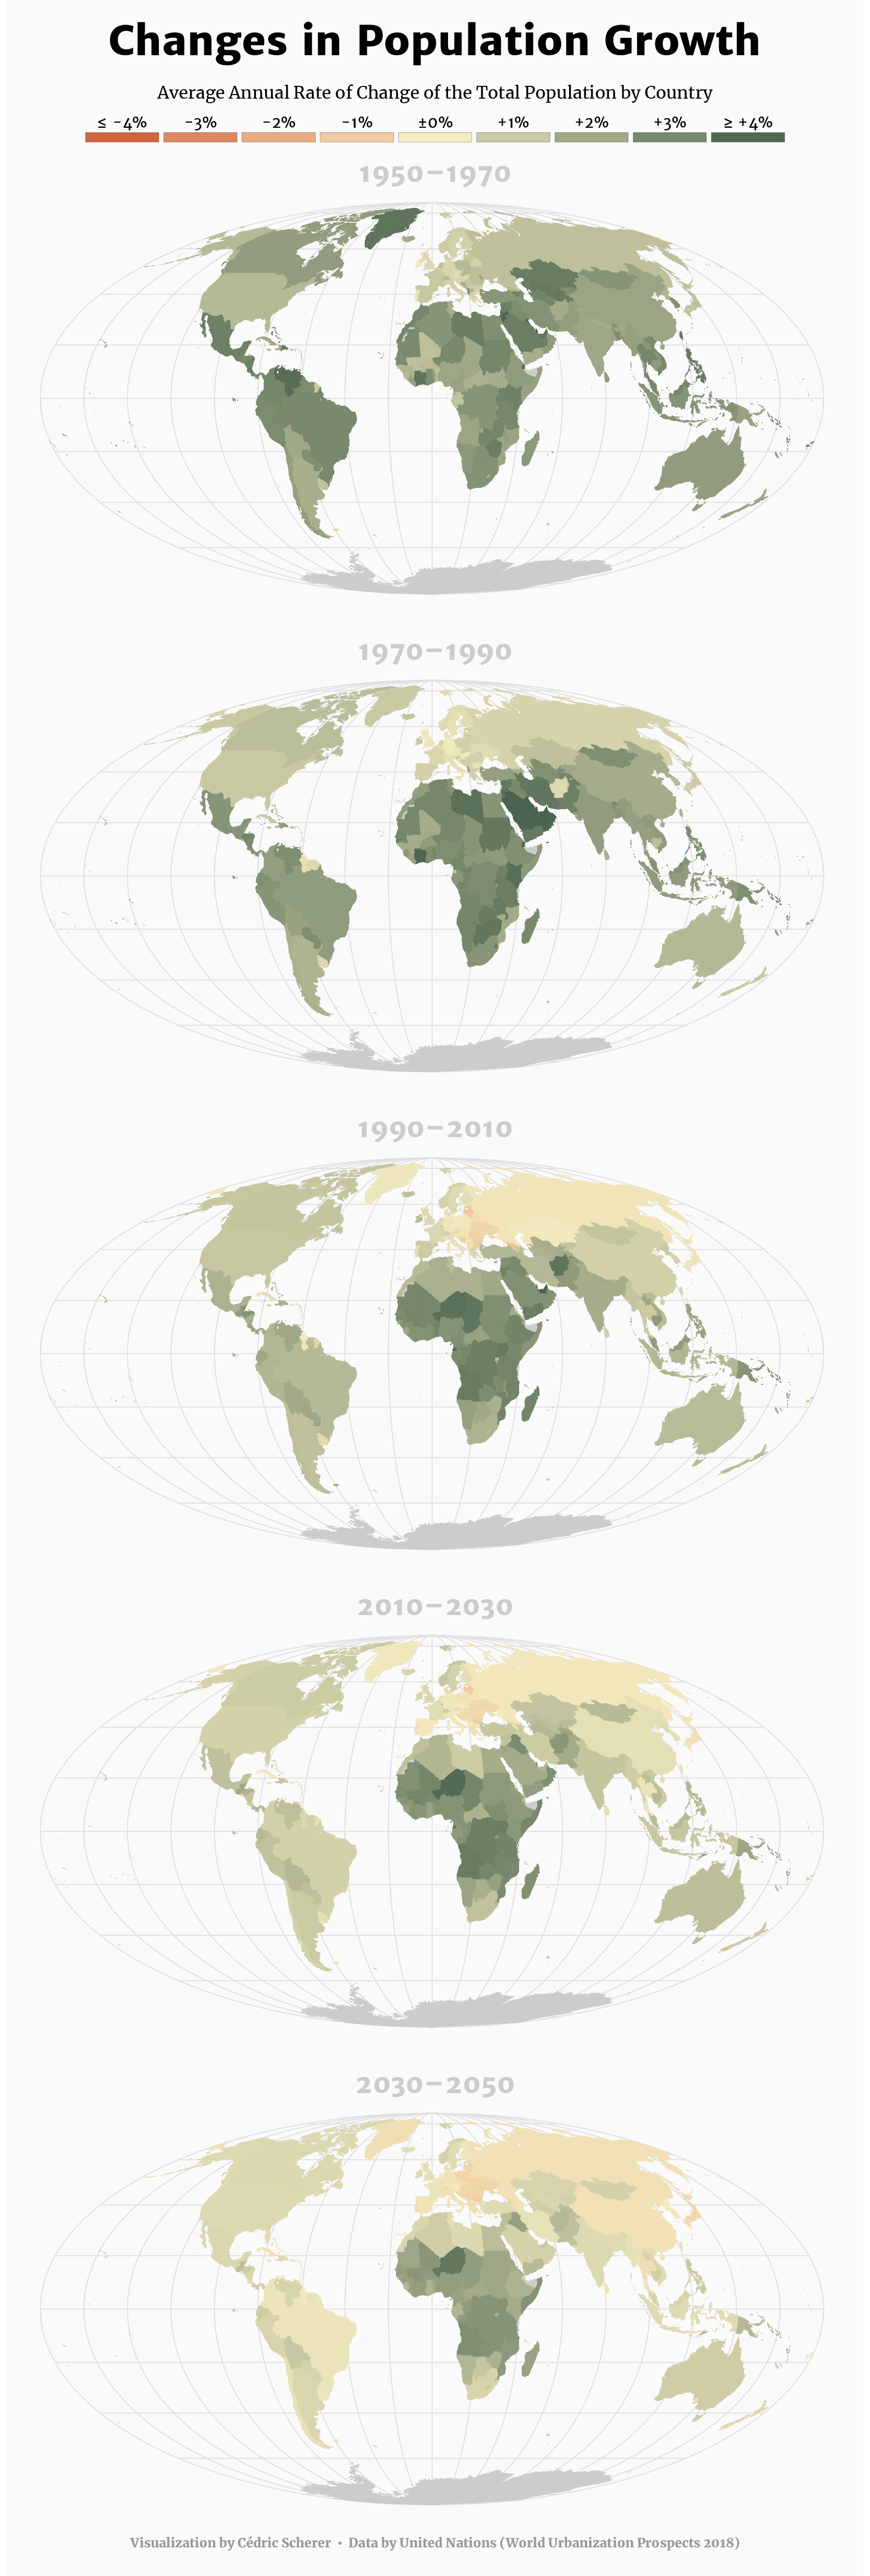 Changes in Population Growth
Average Annual Rate of Change of the Total Population by Country
≤ -4% -3% -2% -1% ±0% +1% +2% +3% ≥ +4%
1950–1970
1970–1990
1990–2010
2010–2030
2030–2050
Visualization by Cédric Scherer • Data by United Nations (World Urbanization Prospects 2018)